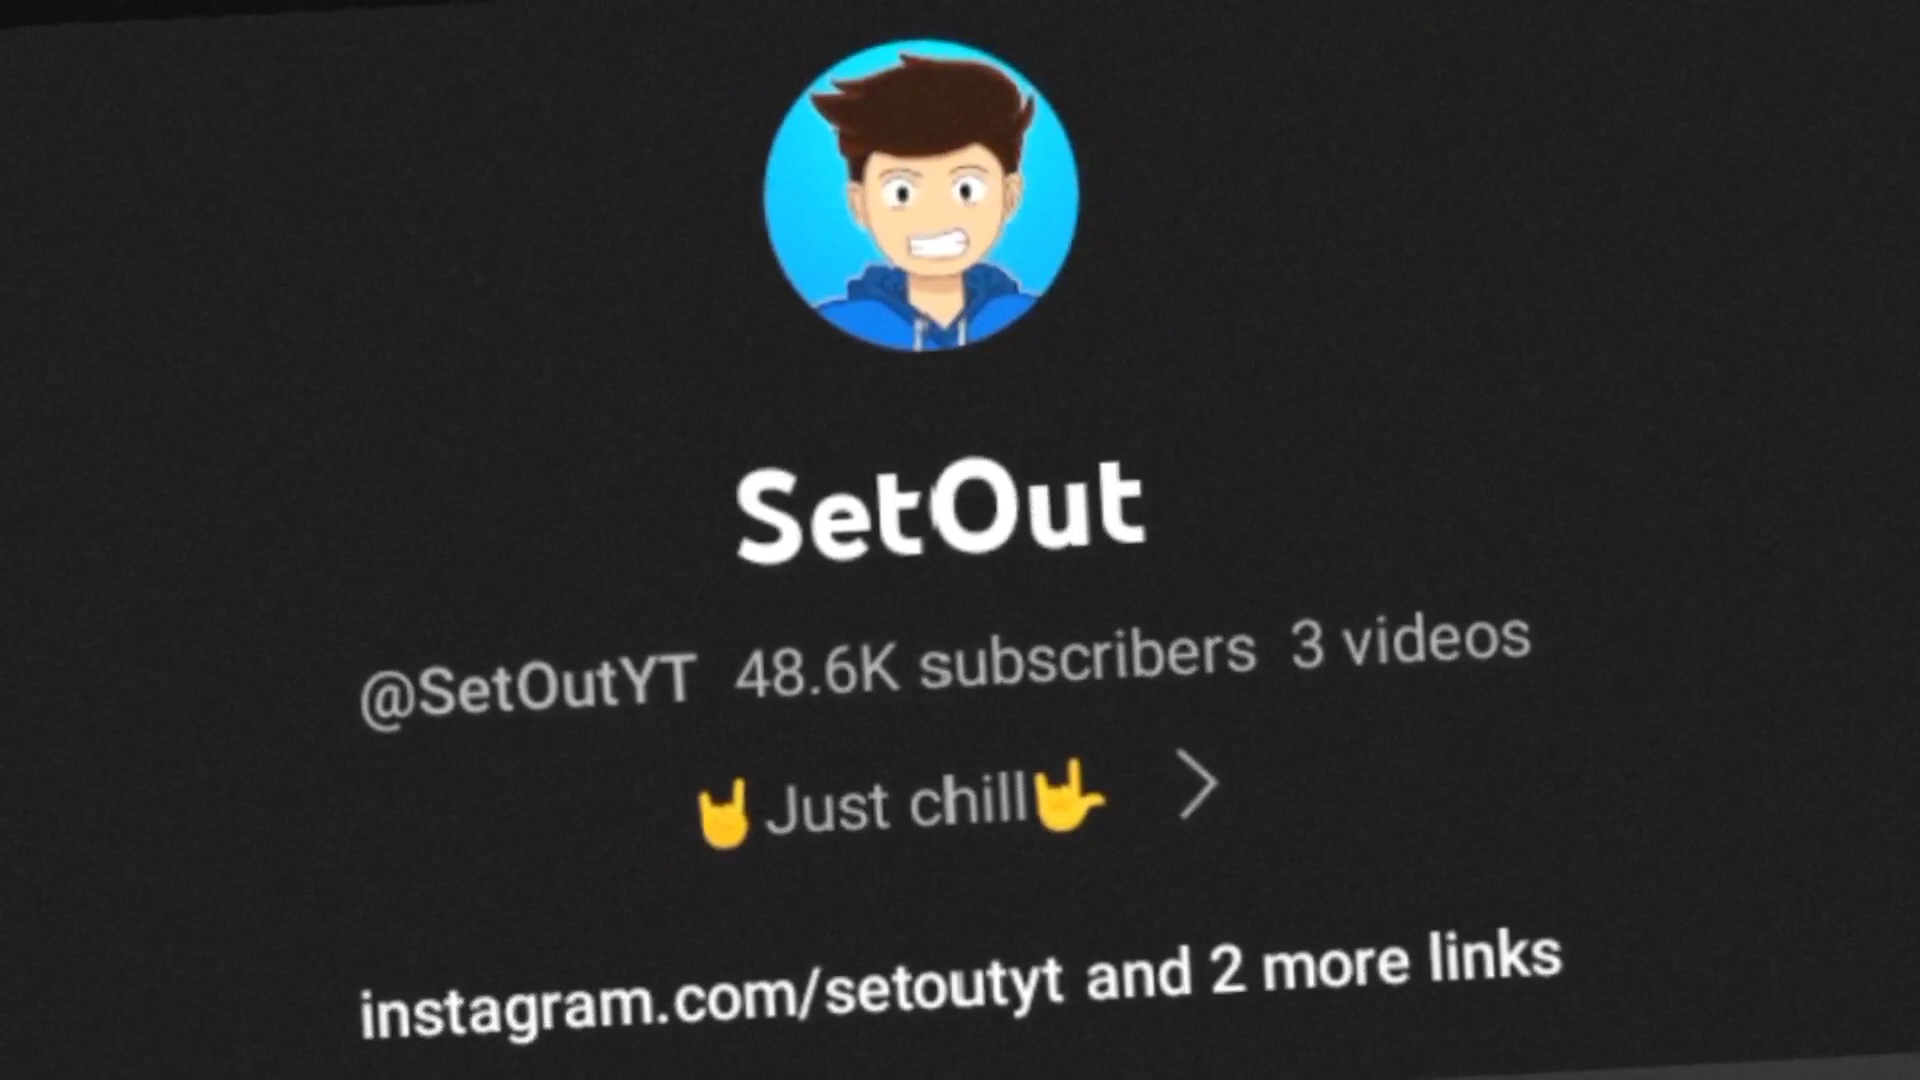 SetOut
@SetOutYT 48.6K subscribers 3 videos
🤘Just chill🤟 >
instagram.com/setoutyt and 2 more links